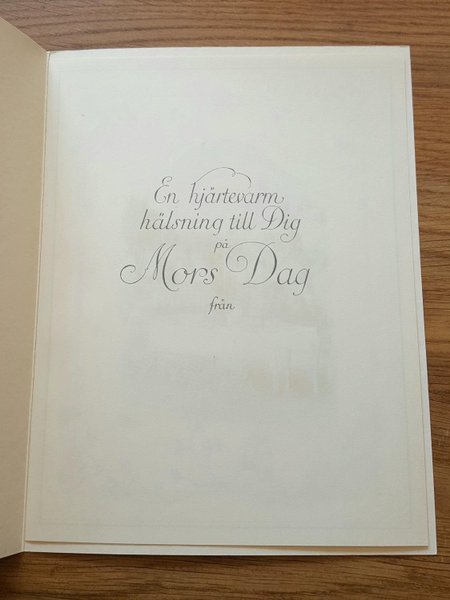 En hjärtevarm
hälsning till Dig
på
Mors Dag
från